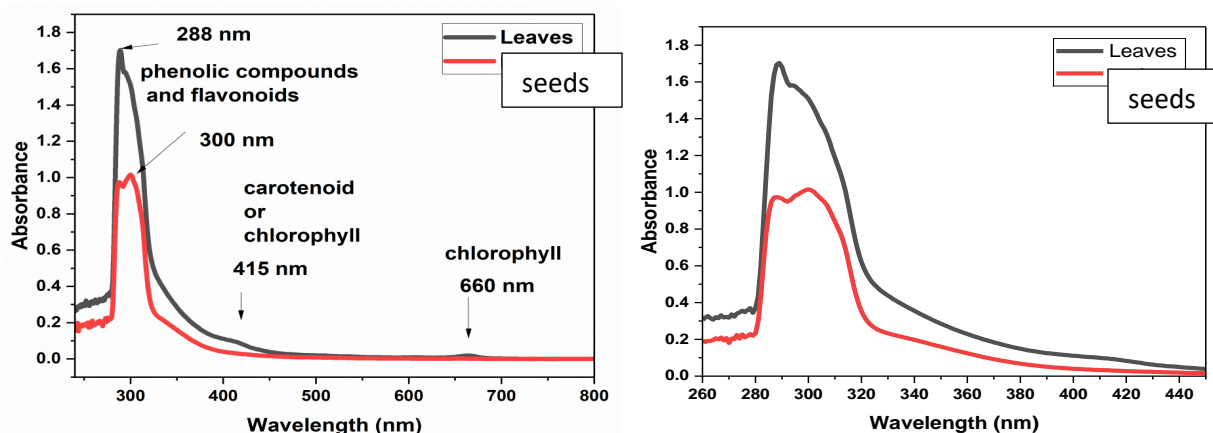 288 nm
Leaves
seeds
phenolic compounds
and flavonoids
300 nm
carotenoid
or
chlorophyll
415 nm
chlorophyll
660 nm
Absorbance
1.8
1.6
1.4
1.2
1.0
0.8
0.6
0.4
0.2
0.0
300 400 500 600 700 800
Wavelength (nm)
Leaves
seeds
Absorbance
1.8
1.6
1.4
1.2
1.0
0.8
0.6
0.4
0.2
0.0
260 280 300 320 340 360 380 400 420 440
Wavelength (nm)